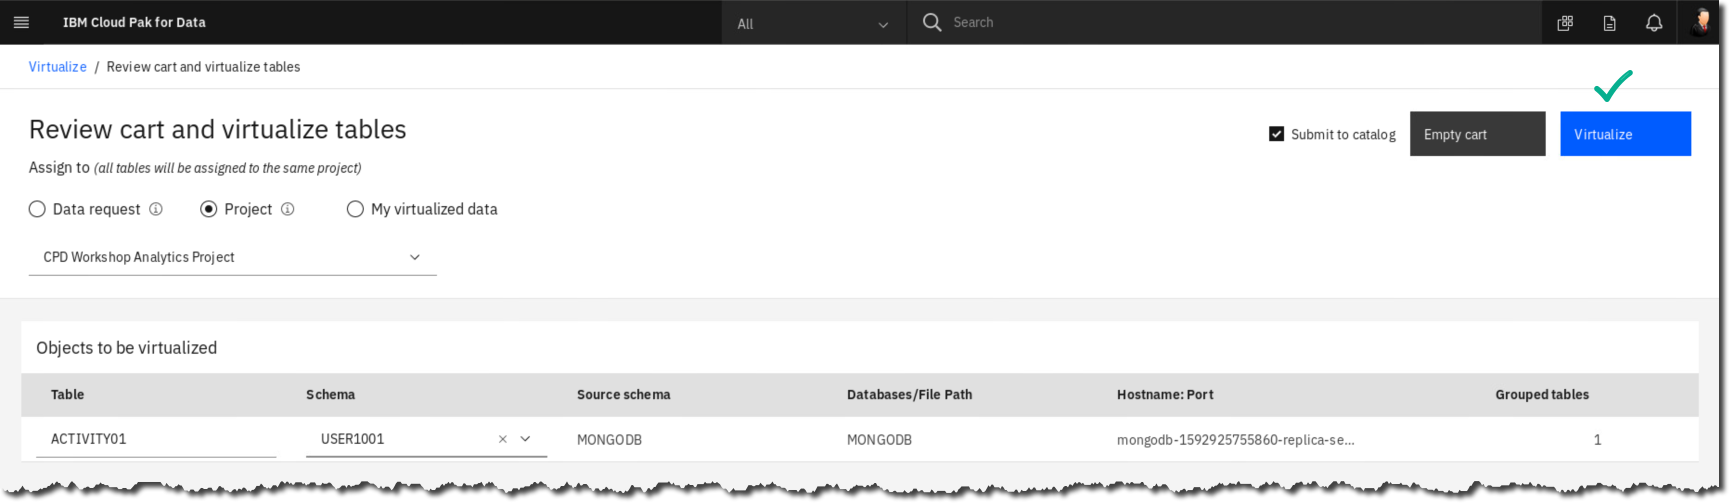 IBM Cloud Pak for Data
All
Search
Virtualize / Review cart and virtualize tables
Review cart and virtualize tables
Submit to catalog
Empty cart
Virtualize
Assign to (all tables will be assigned to the same project)
Data request
Project
My virtualized data
CPD Workshop Analytics Project
Objects to be virtualized
Table Schema Source schema Databases/File Path Hostname: Port Grouped tables
ACTIVITY01 USER1001 MONGODB MONGODB mongodb-1592925755860-replica-se... 1